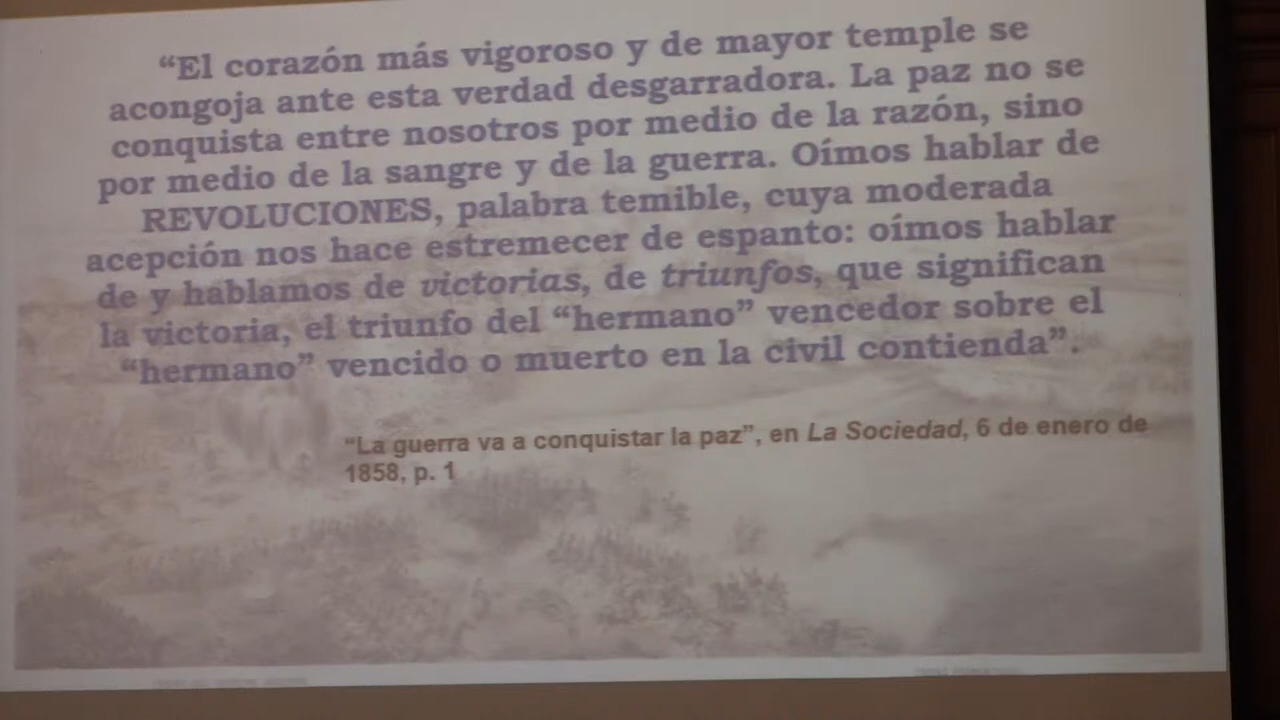 “El corazón más vigoroso y de mayor temple se
acongoja ante esta verdad desgarradora. La paz no se
conquista entre nosotros por medio de la razón, sino
por medio de la sangre y de la guerra. Oímos hablar de
REVOLUCIONES, palabra temible, cuya moderada
acepción nos hace estremecer de espanto: oímos hablar
de y hablamos de victorias, de triunfos, que significan
la victoria, el triunfo del “hermano” vencedor sobre el
“hermano” vencido o muerto en la civil contienda”.
“La guerra va a conquistar la paz”, en La Sociedad, 6 de enero de
1858, p. 1